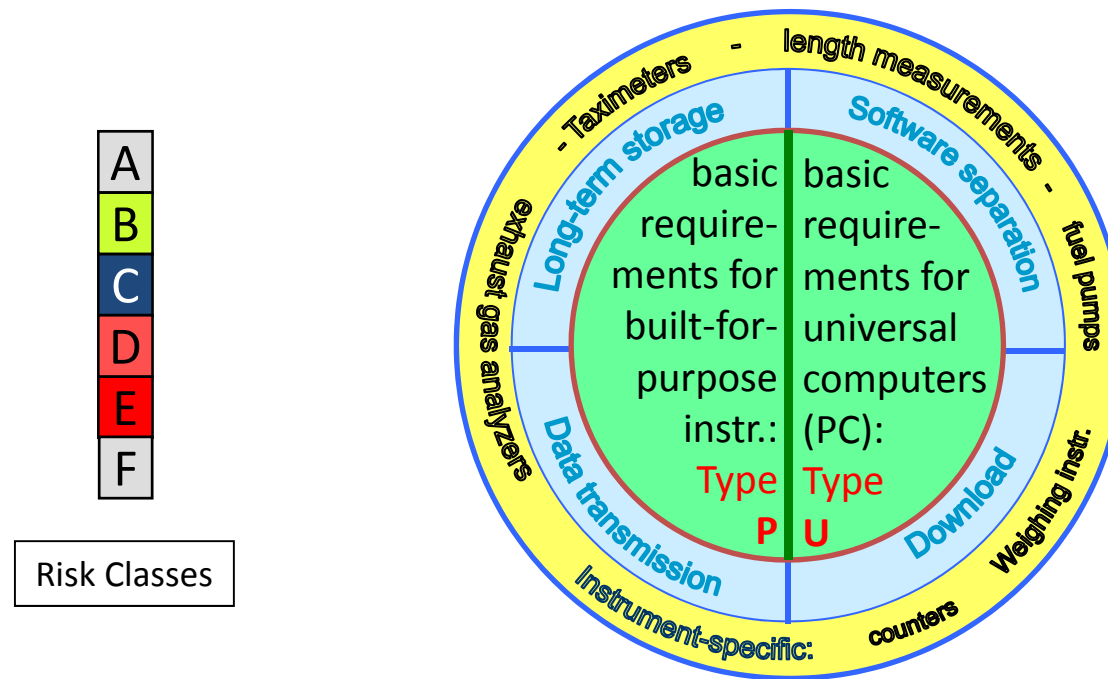 A
B
C
D
E
F
Risk Classes
- Taximeters - length measurements -
fuel pumps
Weighing instr.
counters
Instrument-specific:
exhaust gas analyzers
Long-term storage
Software separation
Data transmission
Download
basic
require-
ments for
built-for-
purpose
instr.:
Type
P
basic
require-
ments for
universal
computers
(PC):
Type
U